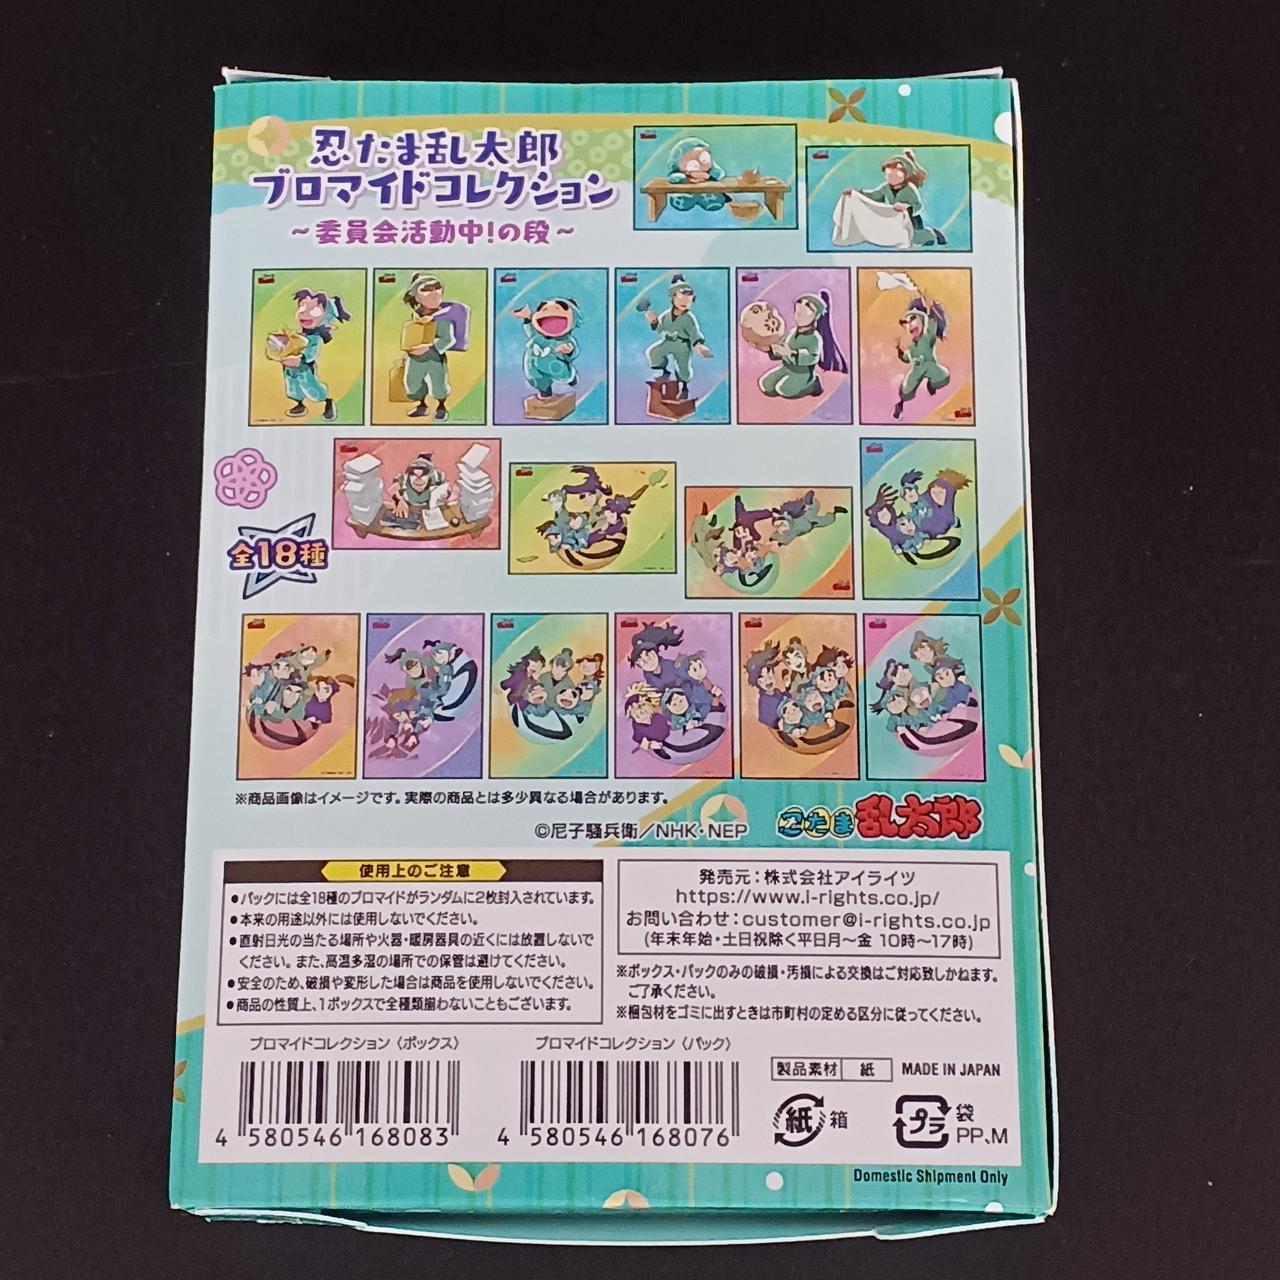 忍たま乱太郎
ブロマイドコレクション
～委員会活動中!の段～
全18種
※商品画像はイメージです。実際の商品とは多少異なる場合があります。
©尼子騒兵衛/NHK・NEP
忍たま乱太郎
使用上のご注意
●パックには全18種のブロマイドがランダムに2枚封入されています。
●本来の用途以外には使用しないでください。
●直射日光の当たる場所や火器・暖房器具の近くには放置しないで
ください。また、高温多湿の場所での保管は避けてください。
●安全のため、破損や変形した場合は商品を使用しないでください。
●商品の性質上、1ボックスで全種類揃わないこともございます。
発売元：株式会社アイライツ
https://www.i-rights.co.jp/
お問い合わせ：customer@i-rights.co.jp
(年末年始・土日祝除く平日月～金 10時～17時)
※ボックス・パックのみの破損・汚損による交換はご対応致しかねます。
ご了承ください。
※梱包材をゴミに出すときは市町村の定める区分に従ってください。
ブロマイドコレクション〈ボックス〉
4 580546 168083
ブロマイドコレクション〈パック〉
4 580546 168076
製品素材 紙
MADE IN JAPAN
紙 箱
プラ 袋
PP、M
Domestic Shipment Only